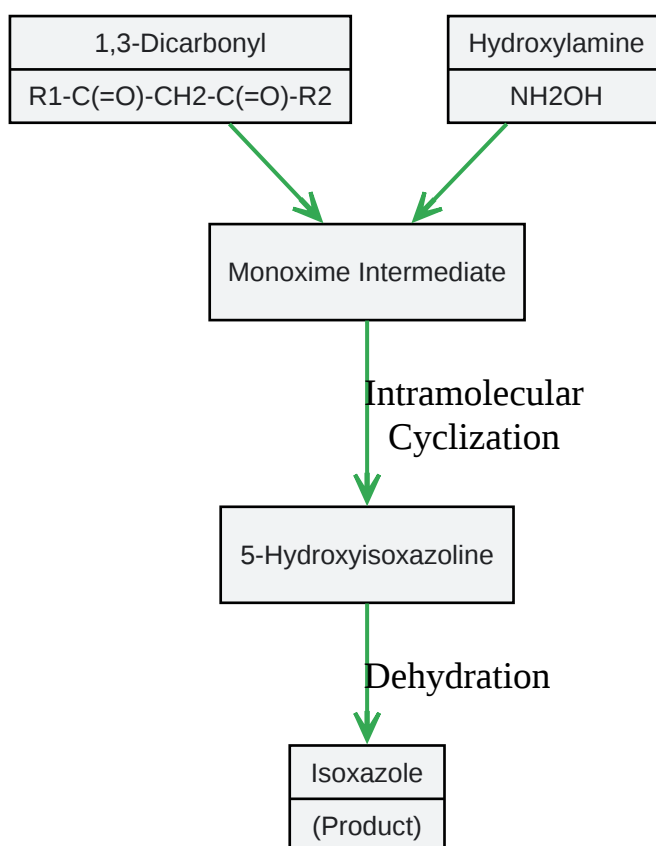 1,3-Dicarbonyl
R1-C(=O)-CH2-C(=O)-R2
Hydroxylamine
NH2OH
Monoxime Intermediate
Intramolecular
Cyclization
5-Hydroxyisoxazoline
Dehydration
Isoxazole
(Product)